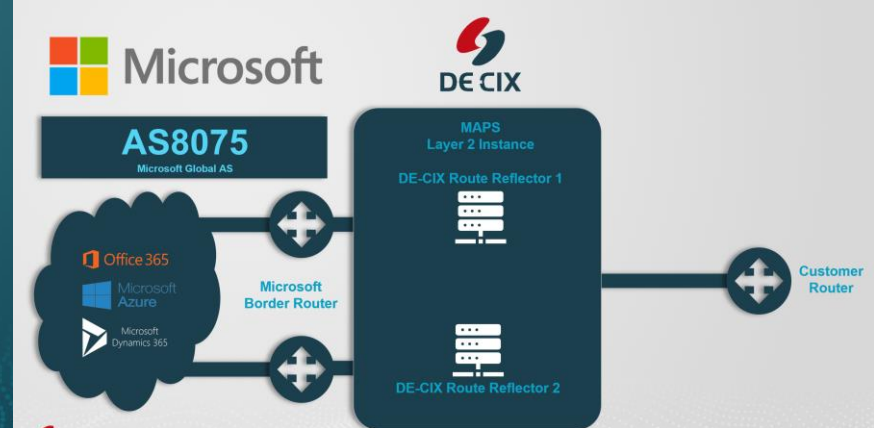 Microsoft
DE CIX
AS8075
Microsoft Global AS
MAPS
Layer 2 Instance
DE-CIX Route Reflector 1
Office 365
Microsoft
Azure
Microsoft
Dynamics 365
Microsoft
Border Router
Customer
Router
DE-CIX Route Reflector 2